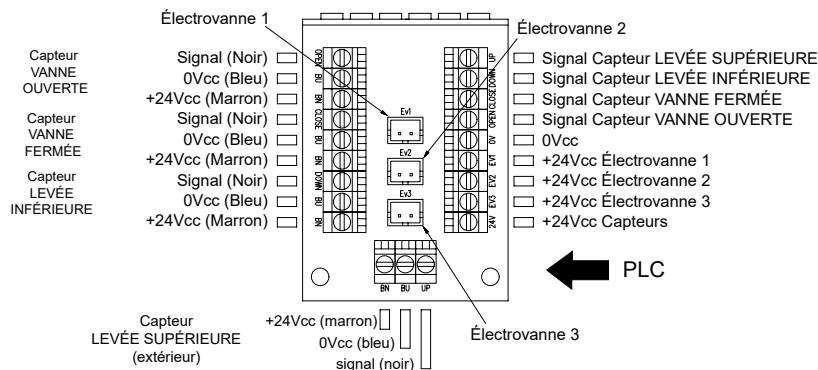 Électrovanne 1
Électrovanne 2
Capteur
VANNE
OUVERTE
Signal (Noir)
0Vcc (Bleu)
+24Vcc (Marron)
Capteur
VANNE
FERMÉE
Signal (Noir)
0Vcc (Bleu)
+24Vcc (Marron)
Capteur
LEVÉE
INFÉRIEURE
Signal (Noir)
0Vcc (Bleu)
+24Vcc (Marron)
OPEN
BU
BN
CLOSE
BU
BN
DOWN
BU
BN
Ev1
Ev2
Ev3
UP
DOWN
CLOSE
OPEN
0V
EV1
EV2
EV3
24V
Signal Capteur LEVÉE SUPÉRIEURE
Signal Capteur LEVÉE INFÉRIEURE
Signal Capteur VANNE FERMÉE
Signal Capteur VANNE OUVERTE
0Vcc
+24Vcc Électrovanne 1
+24Vcc Électrovanne 2
+24Vcc Électrovanne 3
+24Vcc Capteurs
PLC
BN BU UP
Électrovanne 3
Capteur
LEVÉE SUPÉRIEURE
(extérieur)
+24Vcc (marron)
0Vcc (bleu)
signal (noir)